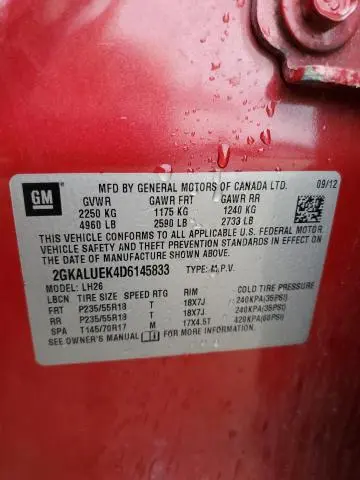 GM
MFD BY GENERAL MOTORS OF CANADA LTD. 09/12
GVWR GAWR FRT GAWR RR
2250 KG 1175 KG 1240 KG
4960 LB 2590 LB 2733 LB
THIS VEHICLE CONFORMS TO ALL APPLICABLE U.S. FEDERAL MOTOR
VEHICLE SAFETY AND THEFT PREVENTION STANDARDS IN EFFECT ON
THE DATE OF MANUFACTURE SHOWN ABOVE.
2GKALUEK4D6145833 TYPE: M.P.V.
MODEL: LH26
LBCN TIRE SIZE SPEED RTG RIM COLD TIRE PRESSURE
FRT P235/55R18 T 18X7J 240KPA(35PSI)
RR P235/55R18 T 18X7J 240KPA(35PSI)
SPA T145/70R17 M 17X4.5T 420KPA(60PSI)
SEE OWNER'S MANUAL FOR ADDITIONAL INFORMATION.